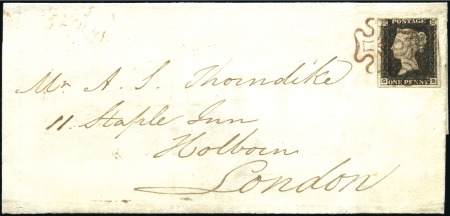 POSTAGE
ONE PENNY
Mr A. S. Thorndike
11. Staple Inn
Holborn
London